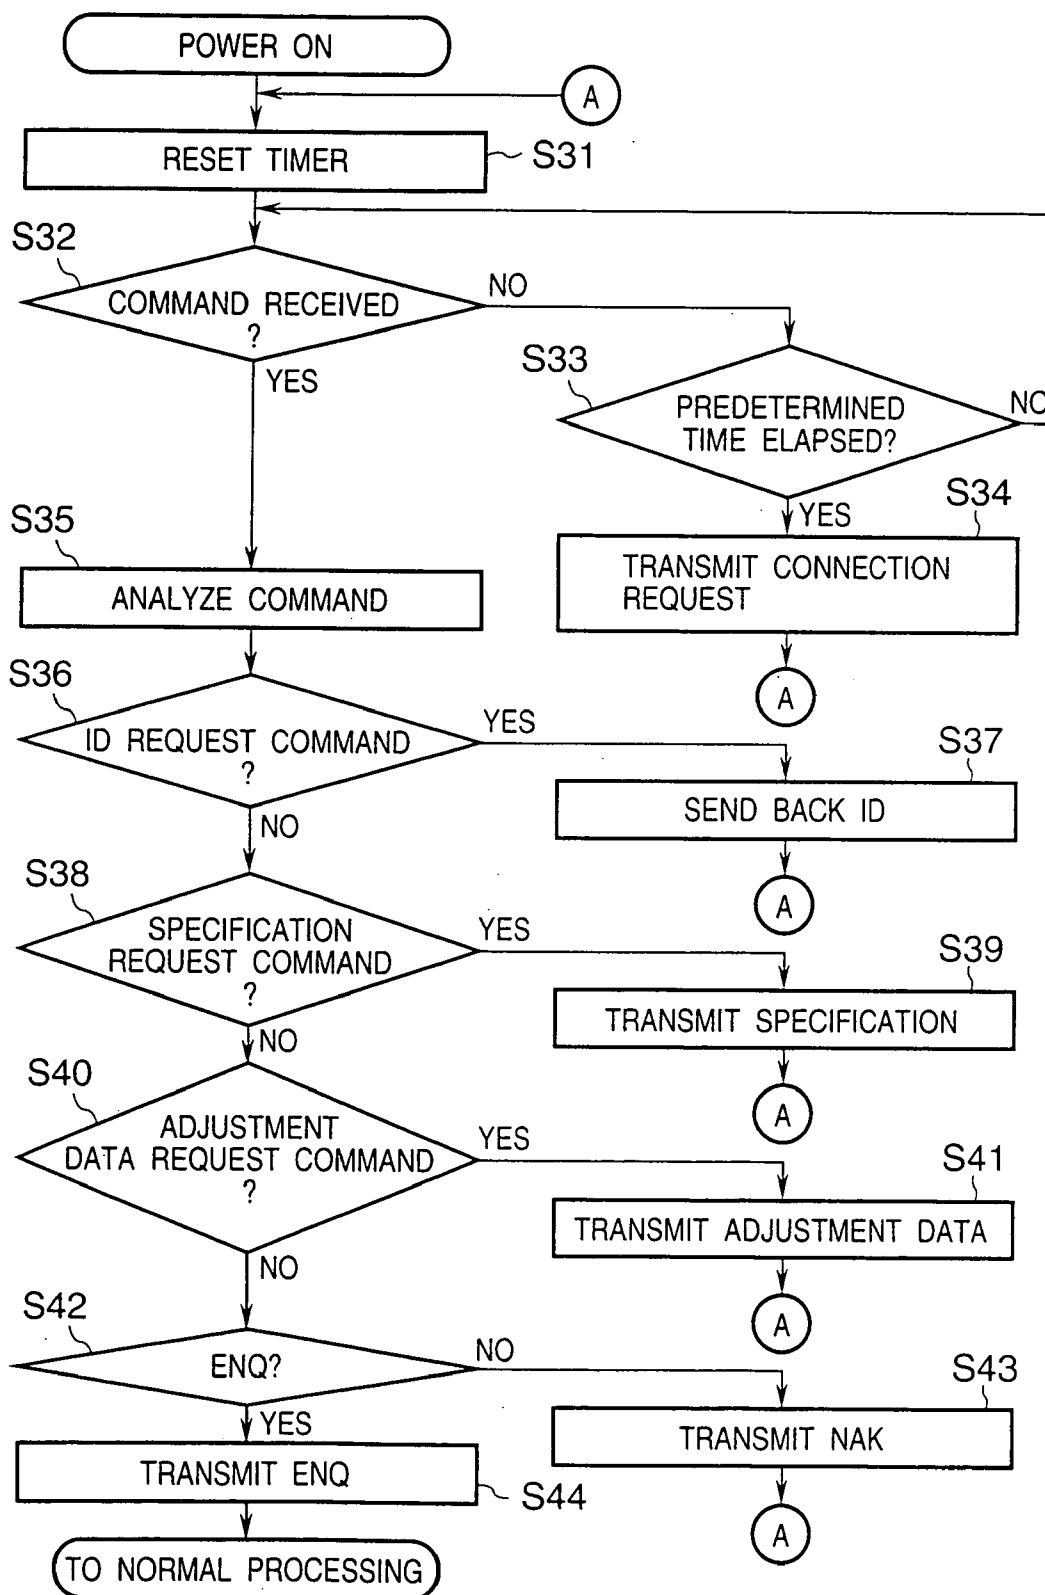 POWER ON
A
RESET TIMER
S31
S32
COMMAND RECEIVED
?
NO
YES
S33
PREDETERMINED
TIME ELAPSED?
NO
YES
S34
TRANSMIT CONNECTION
REQUEST
A
S35
ANALYZE COMMAND
S36
ID REQUEST COMMAND
?
YES
NO
S37
SEND BACK ID
A
S38
SPECIFICATION
REQUEST COMMAND
?
YES
NO
S39
TRANSMIT SPECIFICATION
A
S40
ADJUSTMENT
DATA REQUEST COMMAND
?
YES
NO
S41
TRANSMIT ADJUSTMENT DATA
A
S42
ENQ?
NO
YES
S43
TRANSMIT NAK
A
TRANSMIT ENQ
S44
TO NORMAL PROCESSING